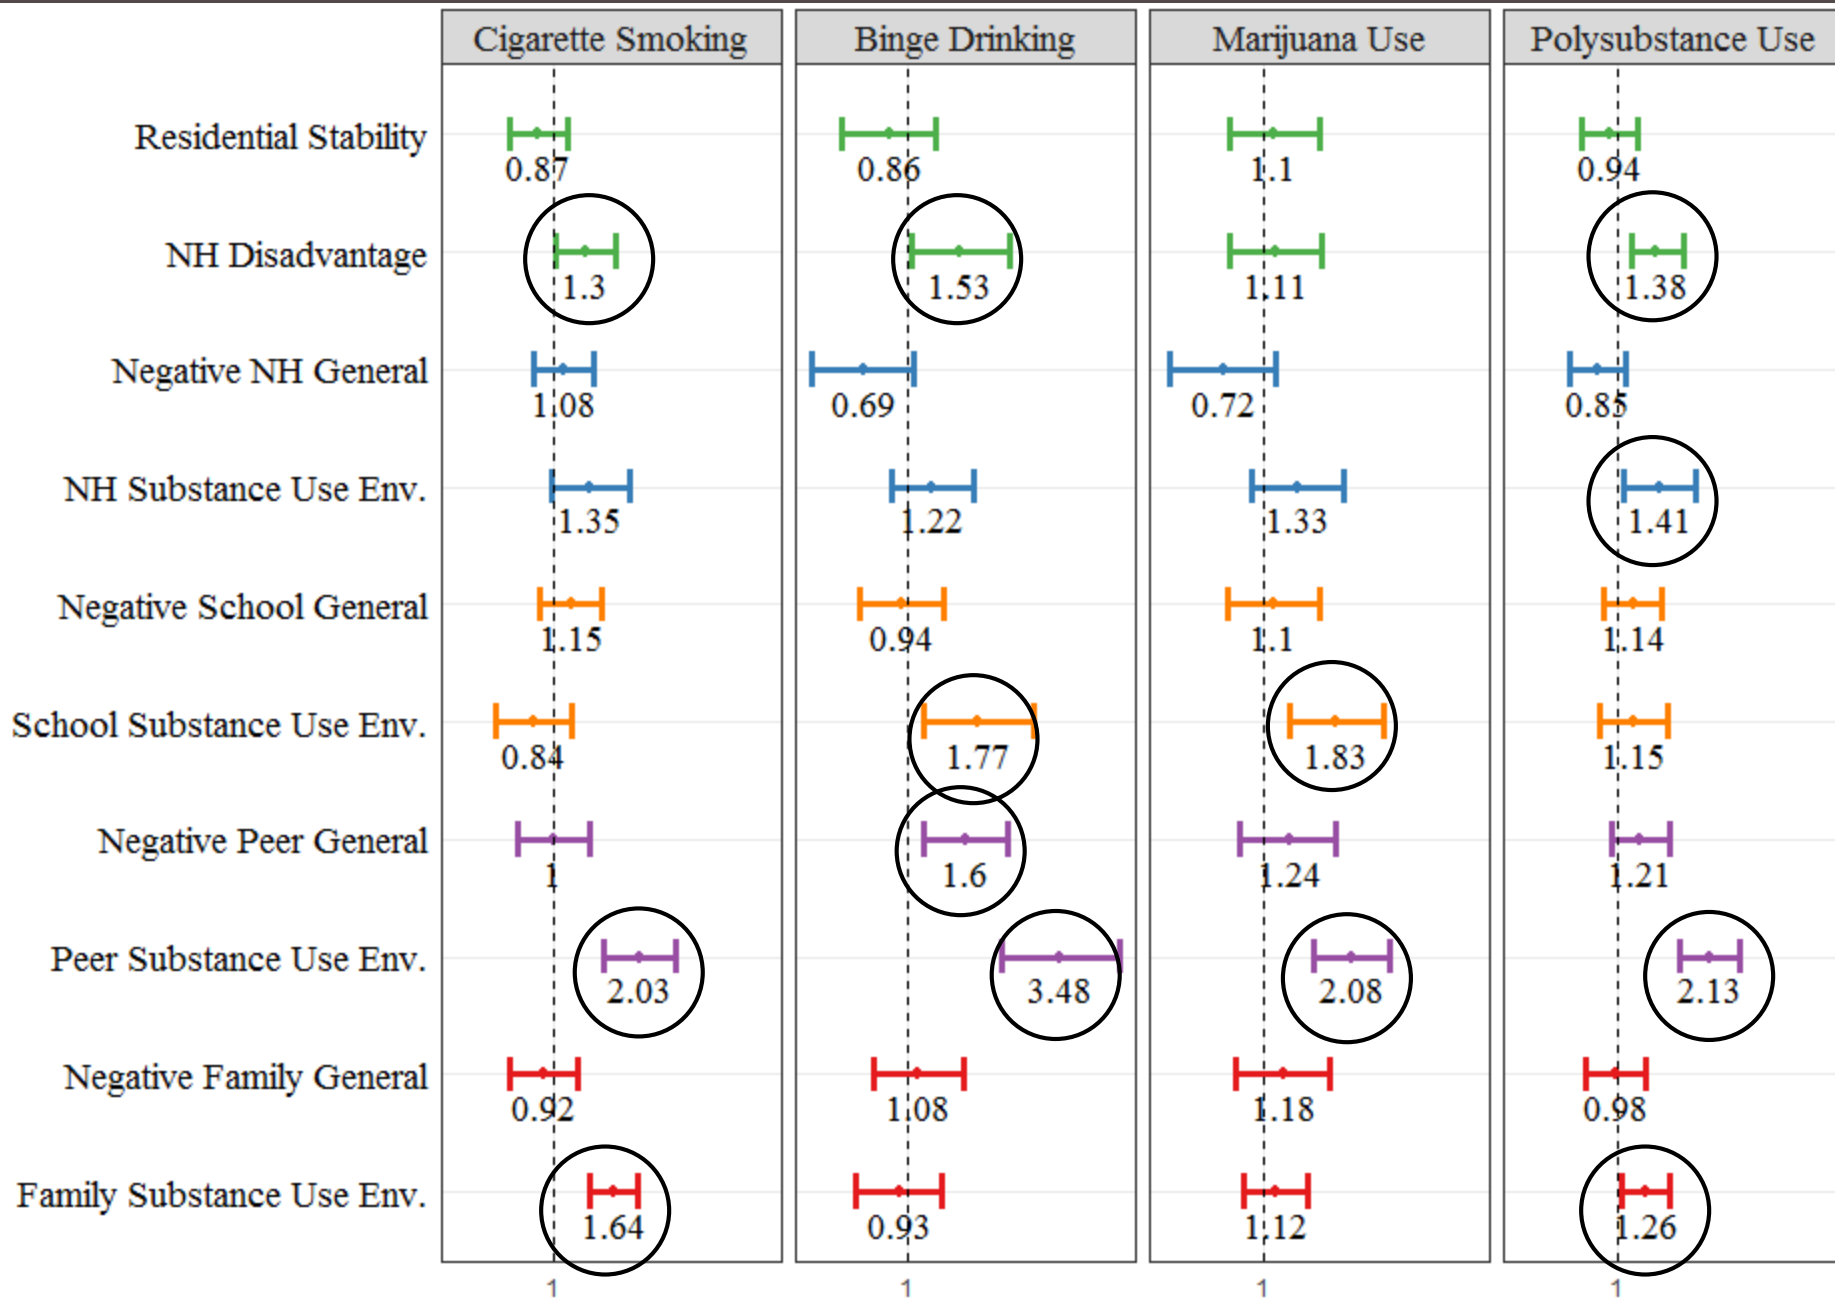 Cigarette Smoking Binge Drinking Marijuana Use Polysubstance Use
Residential Stability
0.87 0.86 1.1 0.94
NH Disadvantage
1.3 1.53 1.11 1.38
Negative NH General
1.08 0.69 0.72 0.85
NH Substance Use Env.
1.35 1.22 1.33 1.41
Negative School General
1.15 0.94 1.1 1.14
School Substance Use Env.
0.84 1.77 1.83 1.15
Negative Peer General
1 1.6 1.24 1.21
Peer Substance Use Env.
2.03 3.48 2.08 2.13
Negative Family General
0.92 1.08 1.18 0.98
Family Substance Use Env.
1.64 0.93 1.12 1.26
1 1 1 1